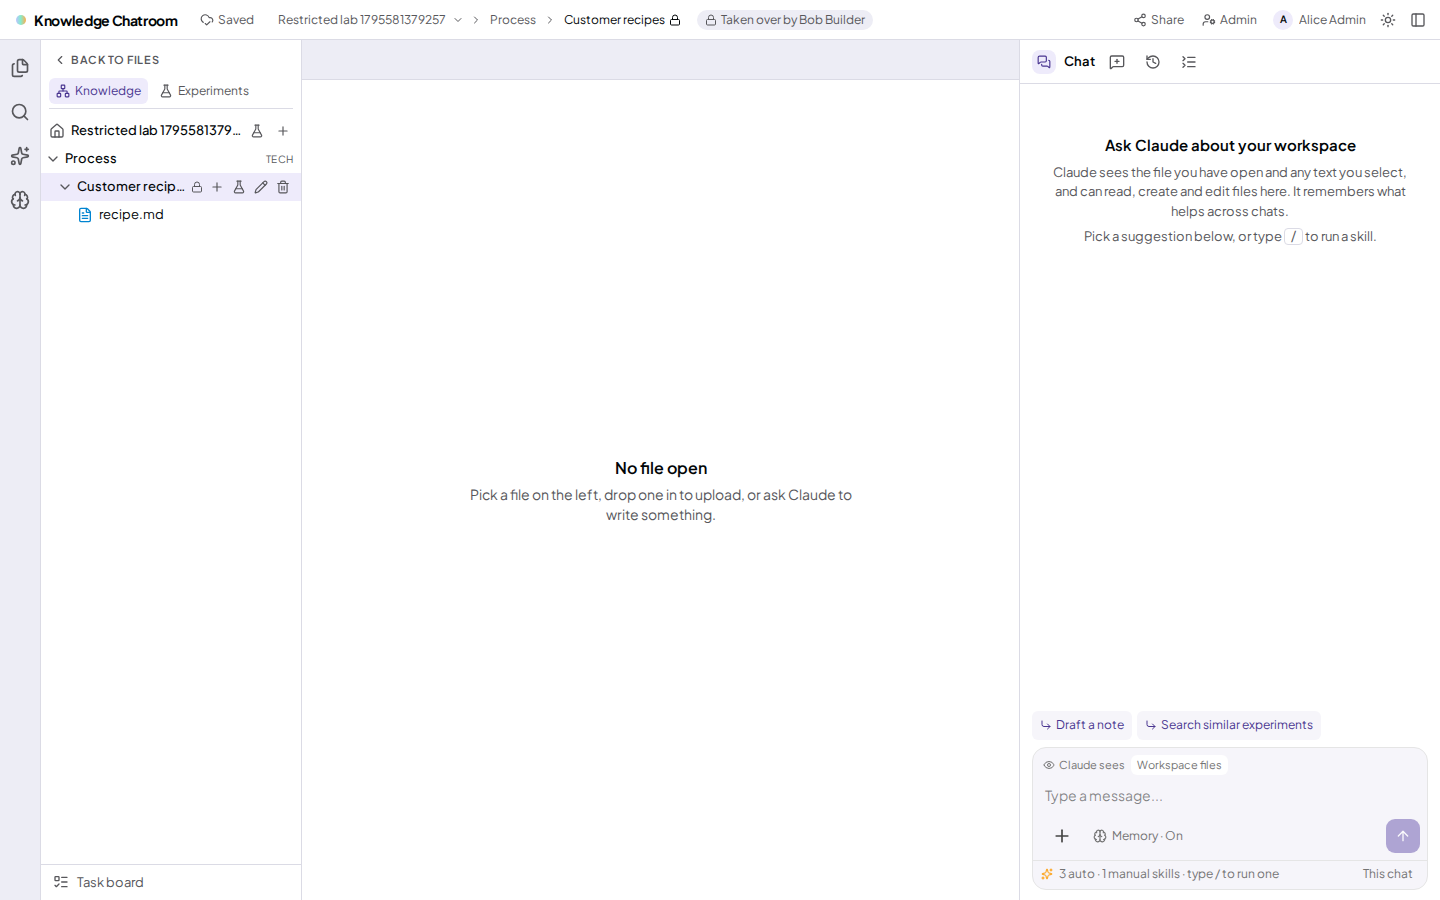 Knowledge Chatroom
Saved
Restricted lab 1795581379257
Process
Customer recipes
Taken over by Bob Builder
Share
Admin
A
Alice Admin
BACK TO FILES
Knowledge
Experiments
Restricted lab 1795581379...
Process
TECH
Customer recip...
recipe.md
Task board
No file open
Pick a file on the left, drop one in to upload, or ask Claude to
write something.
Chat
Ask Claude about your workspace
Claude sees the file you have open and any text you select,
and can read, create and edit files here. It remembers what
helps across chats.
Pick a suggestion below, or type / to run a skill.
Draft a note
Search similar experiments
Claude sees
Workspace files
Type a message...
Memory · On
3 auto · 1 manual skills · type / to run one
This chat